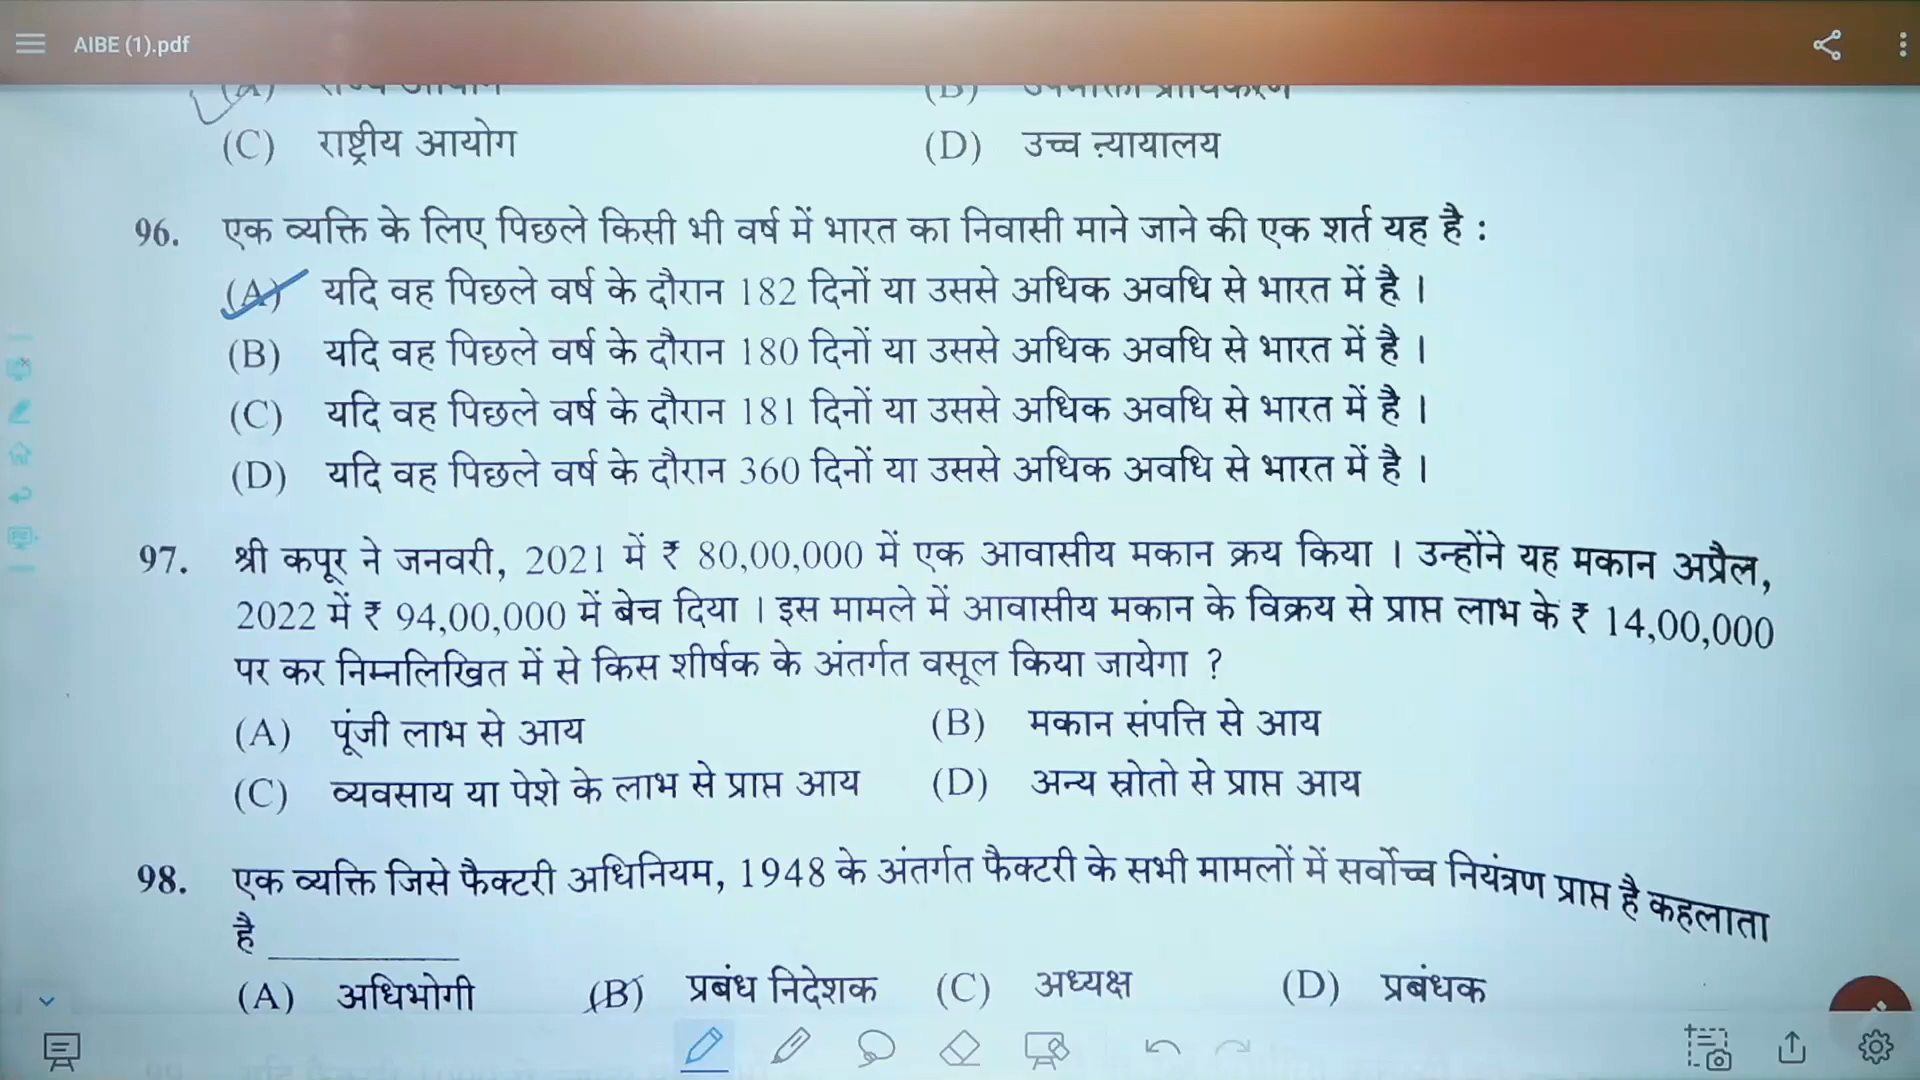 AIBE (1).pdf
(A) राज्य आयोग (B) उपभोक्ता प्राधिकरण
(C) राष्ट्रीय आयोग (D) उच्च न्यायालय
96. एक व्यक्ति के लिए पिछले किसी भी वर्ष में भारत का निवासी माने जाने की एक शर्त यह है :
(A) यदि वह पिछले वर्ष के दौरान 182 दिनों या उससे अधिक अवधि से भारत में है ।
(B) यदि वह पिछले वर्ष के दौरान 180 दिनों या उससे अधिक अवधि से भारत में है ।
(C) यदि वह पिछले वर्ष के दौरान 181 दिनों या उससे अधिक अवधि से भारत में है ।
(D) यदि वह पिछले वर्ष के दौरान 360 दिनों या उससे अधिक अवधि से भारत में है ।
97. श्री कपूर ने जनवरी, 2021 में ₹ 80,00,000 में एक आवासीय मकान क्रय किया । उन्होंने यह मकान अप्रैल,
2022 में ₹ 94,00,000 में बेच दिया । इस मामले में आवासीय मकान के विक्रय से प्राप्त लाभ के ₹ 14,00,000
पर कर निम्नलिखित में से किस शीर्षक के अंतर्गत वसूल किया जायेगा ?
(A) पूंजी लाभ से आय (B) मकान संपत्ति से आय
(C) व्यवसाय या पेशे के लाभ से प्राप्त आय (D) अन्य स्रोतो से प्राप्त आय
98. एक व्यक्ति जिसे फैक्टरी अधिनियम, 1948 के अंतर्गत फैक्टरी के सभी मामलों में सर्वोच्च नियंत्रण प्राप्त है कहलाता
है ____________
(A) अधिभोगी (B) प्रबंध निदेशक (C) अध्यक्ष (D) प्रबंधक